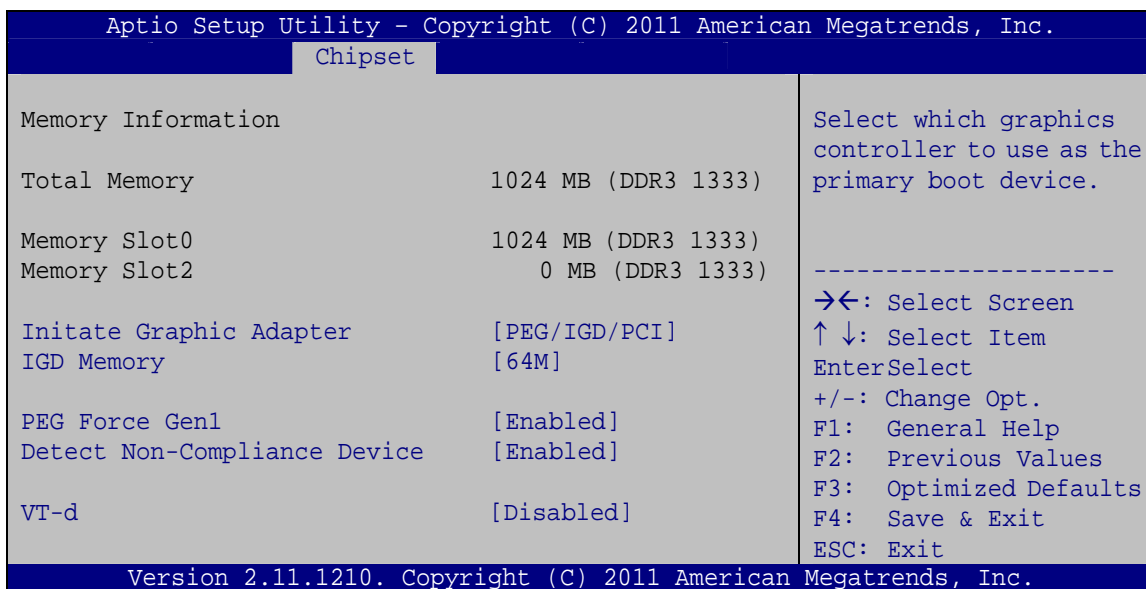 Aptio Setup Utility – Copyright (C) 2011 American Megatrends, Inc.
Chipset
Memory Information
Total Memory 1024 MB (DDR3 1333)
Memory Slot0 1024 MB (DDR3 1333)
Memory Slot2 0 MB (DDR3 1333)
Initate Graphic Adapter [PEG/IGD/PCI]
IGD Memory [64M]
PEG Force Gen1 [Enabled]
Detect Non-Compliance Device [Enabled]
VT-d [Disabled]
Select which graphics
controller to use as the
primary boot device.
---------------------
→←: Select Screen
↑ ↓: Select Item
EnterSelect
+/-: Change Opt.
F1: General Help
F2: Previous Values
F3: Optimized Defaults
F4: Save & Exit
ESC: Exit
Version 2.11.1210. Copyright (C) 2011 American Megatrends, Inc.